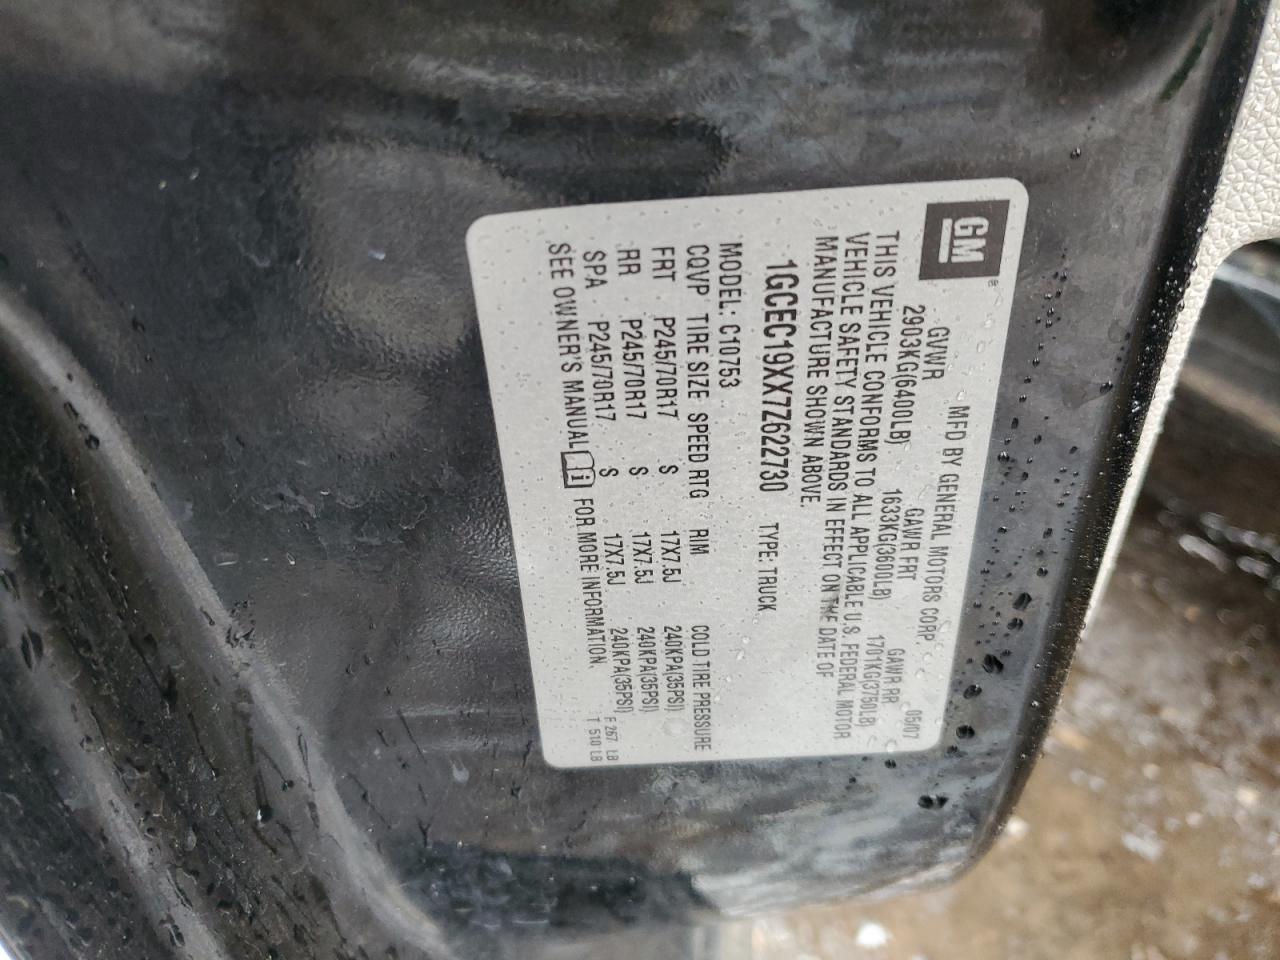 GM®
MFD BY GENERAL MOTORS CORP 05/07
GVWR GAWR FRT GAWR RR
2903KG(6400LB) 1633KG(3600LB) 1701KG(3750LB)
THIS VEHICLE CONFORMS TO ALL APPLICABLE U.S. FEDERAL MOTOR
VEHICLE SAFETY STANDARDS IN EFFECT ON THE DATE OF
MANUFACTURE SHOWN ABOVE.
1GCEC19XX7Z622730 TYPE: TRUCK
MODEL: C10753
CQVP TIRE SIZE SPEED RTG RIM COLD TIRE PRESSURE
FRT P245/70R17 S 17X7.5J 240KPA(35PSI)
RR P245/70R17 S 17X7.5J 240KPA(35PSI)
SPA P245/70R17 S 17X7.5J 240KPA(35PSI) F 267 LB
SEE OWNER'S MANUAL i FOR MORE INFORMATION T 510 LB